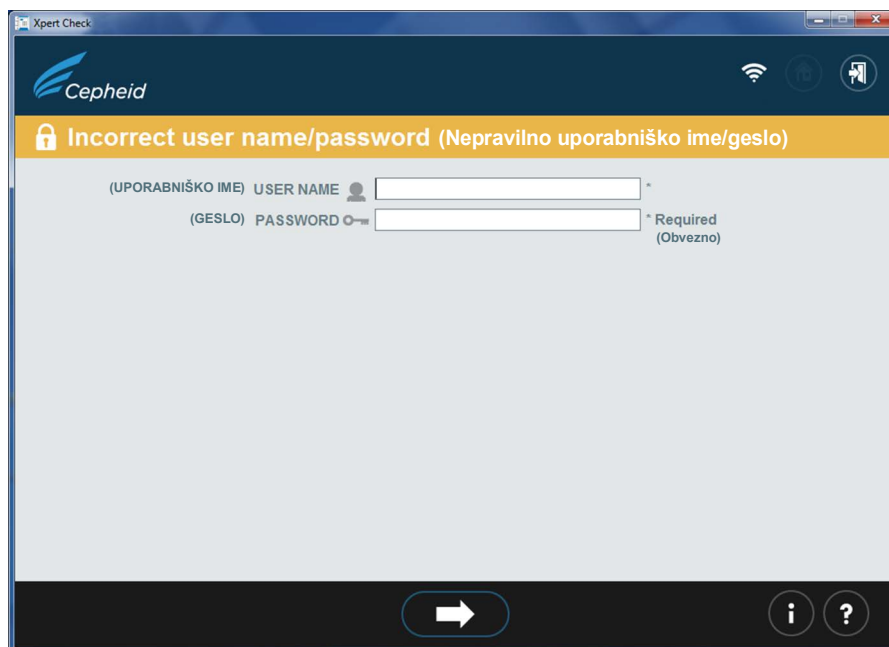 Xpert Check
Cepheid
Incorrect user name/password (Nepravilno uporabniško ime/geslo)
(UPORABNIŠKO IME) USER NAME *
(GESLO) PASSWORD * Required
(Obvezno)
i ?